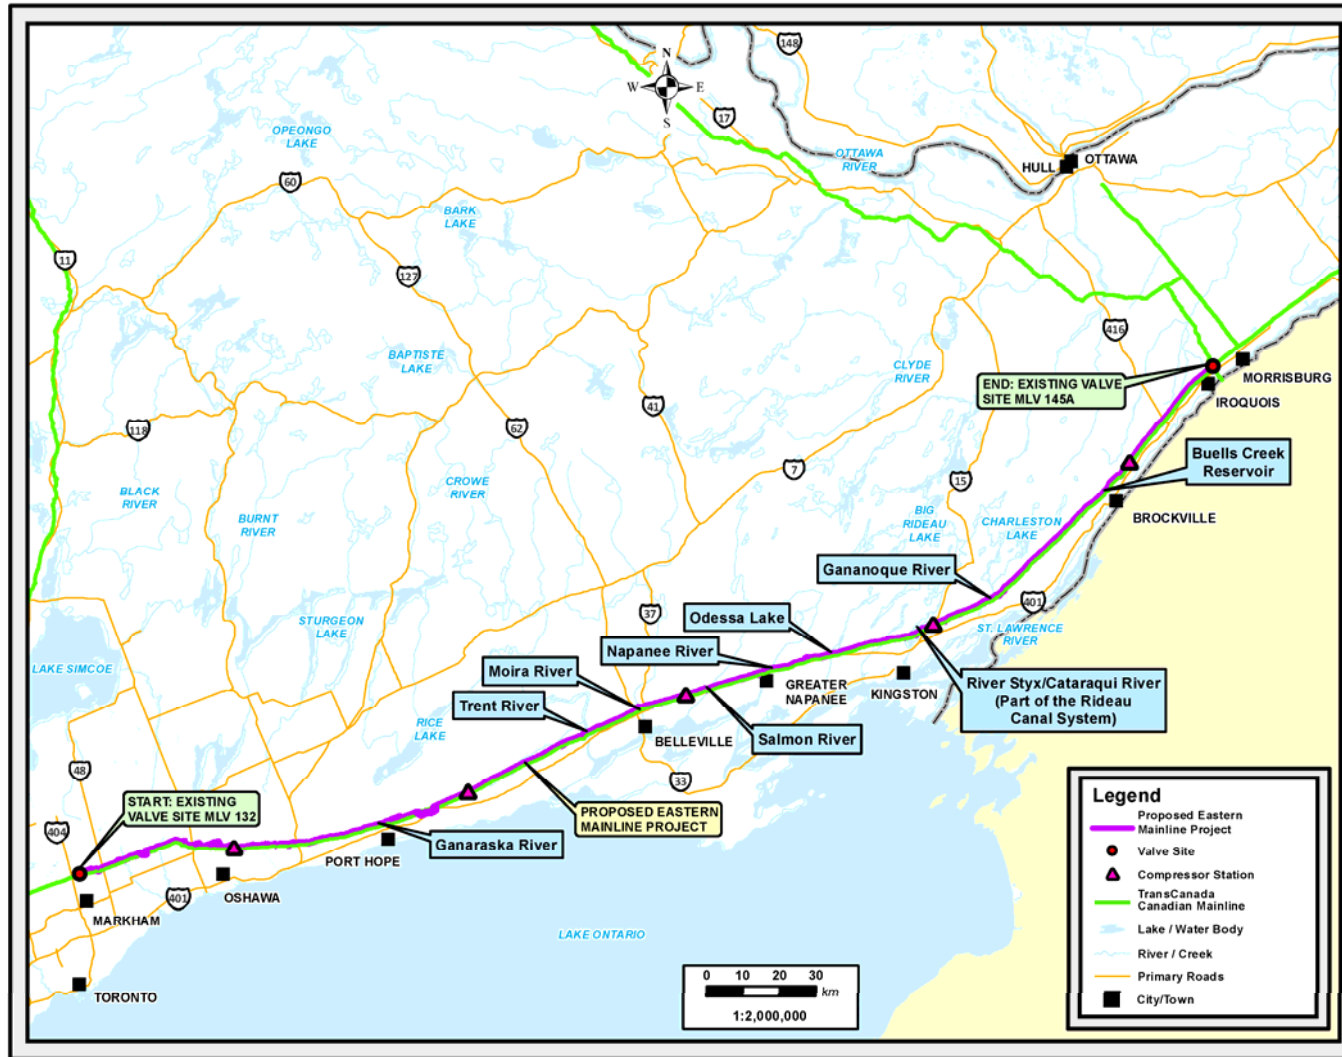 148
N
W
E
S
17
OPEONGO
LAKE
OTTAWA
RIVER
HULL
OTTAWA
60
BARK
LAKE
11
127
416
BAPTISTE
LAKE
CLYDE
RIVER
END: EXISTING VALVE
SITE MLV 145A
MORRISBURG
IROQUOIS
41
118
62
Buells Creek
Reservoir
7
15
BLACK
RIVER
CROWE
RIVER
BURNT
RIVER
BIG
RIDEAU
LAKE
CHARLESTON
LAKE
BROCKVILLE
Gananoque River
401
37
Odessa Lake
STURGEON
LAKE
ST. LAWRENCE
RIVER
Napanee River
LAKE SIMCOE
Moira River
GREATER
NAPANEE
KINGSTON
River Styx/Cataraqui River
(Part of the Rideau
Canal System)
Trent River
RICE
LAKE
BELLEVILLE
Salmon River
48
33
START: EXISTING
VALVE SITE MLV 132
PROPOSED EASTERN
MAINLINE PROJECT
404
Ganaraska River
PORT HOPE
401
OSHAWA
MARKHAM
LAKE ONTARIO
TORONTO
0 10 20 30
km
1:2,000,000
Legend
Proposed Eastern
Mainline Project
Valve Site
Compressor Station
TransCanada
Canadian Mainline
Lake / Water Body
River / Creek
Primary Roads
City/Town